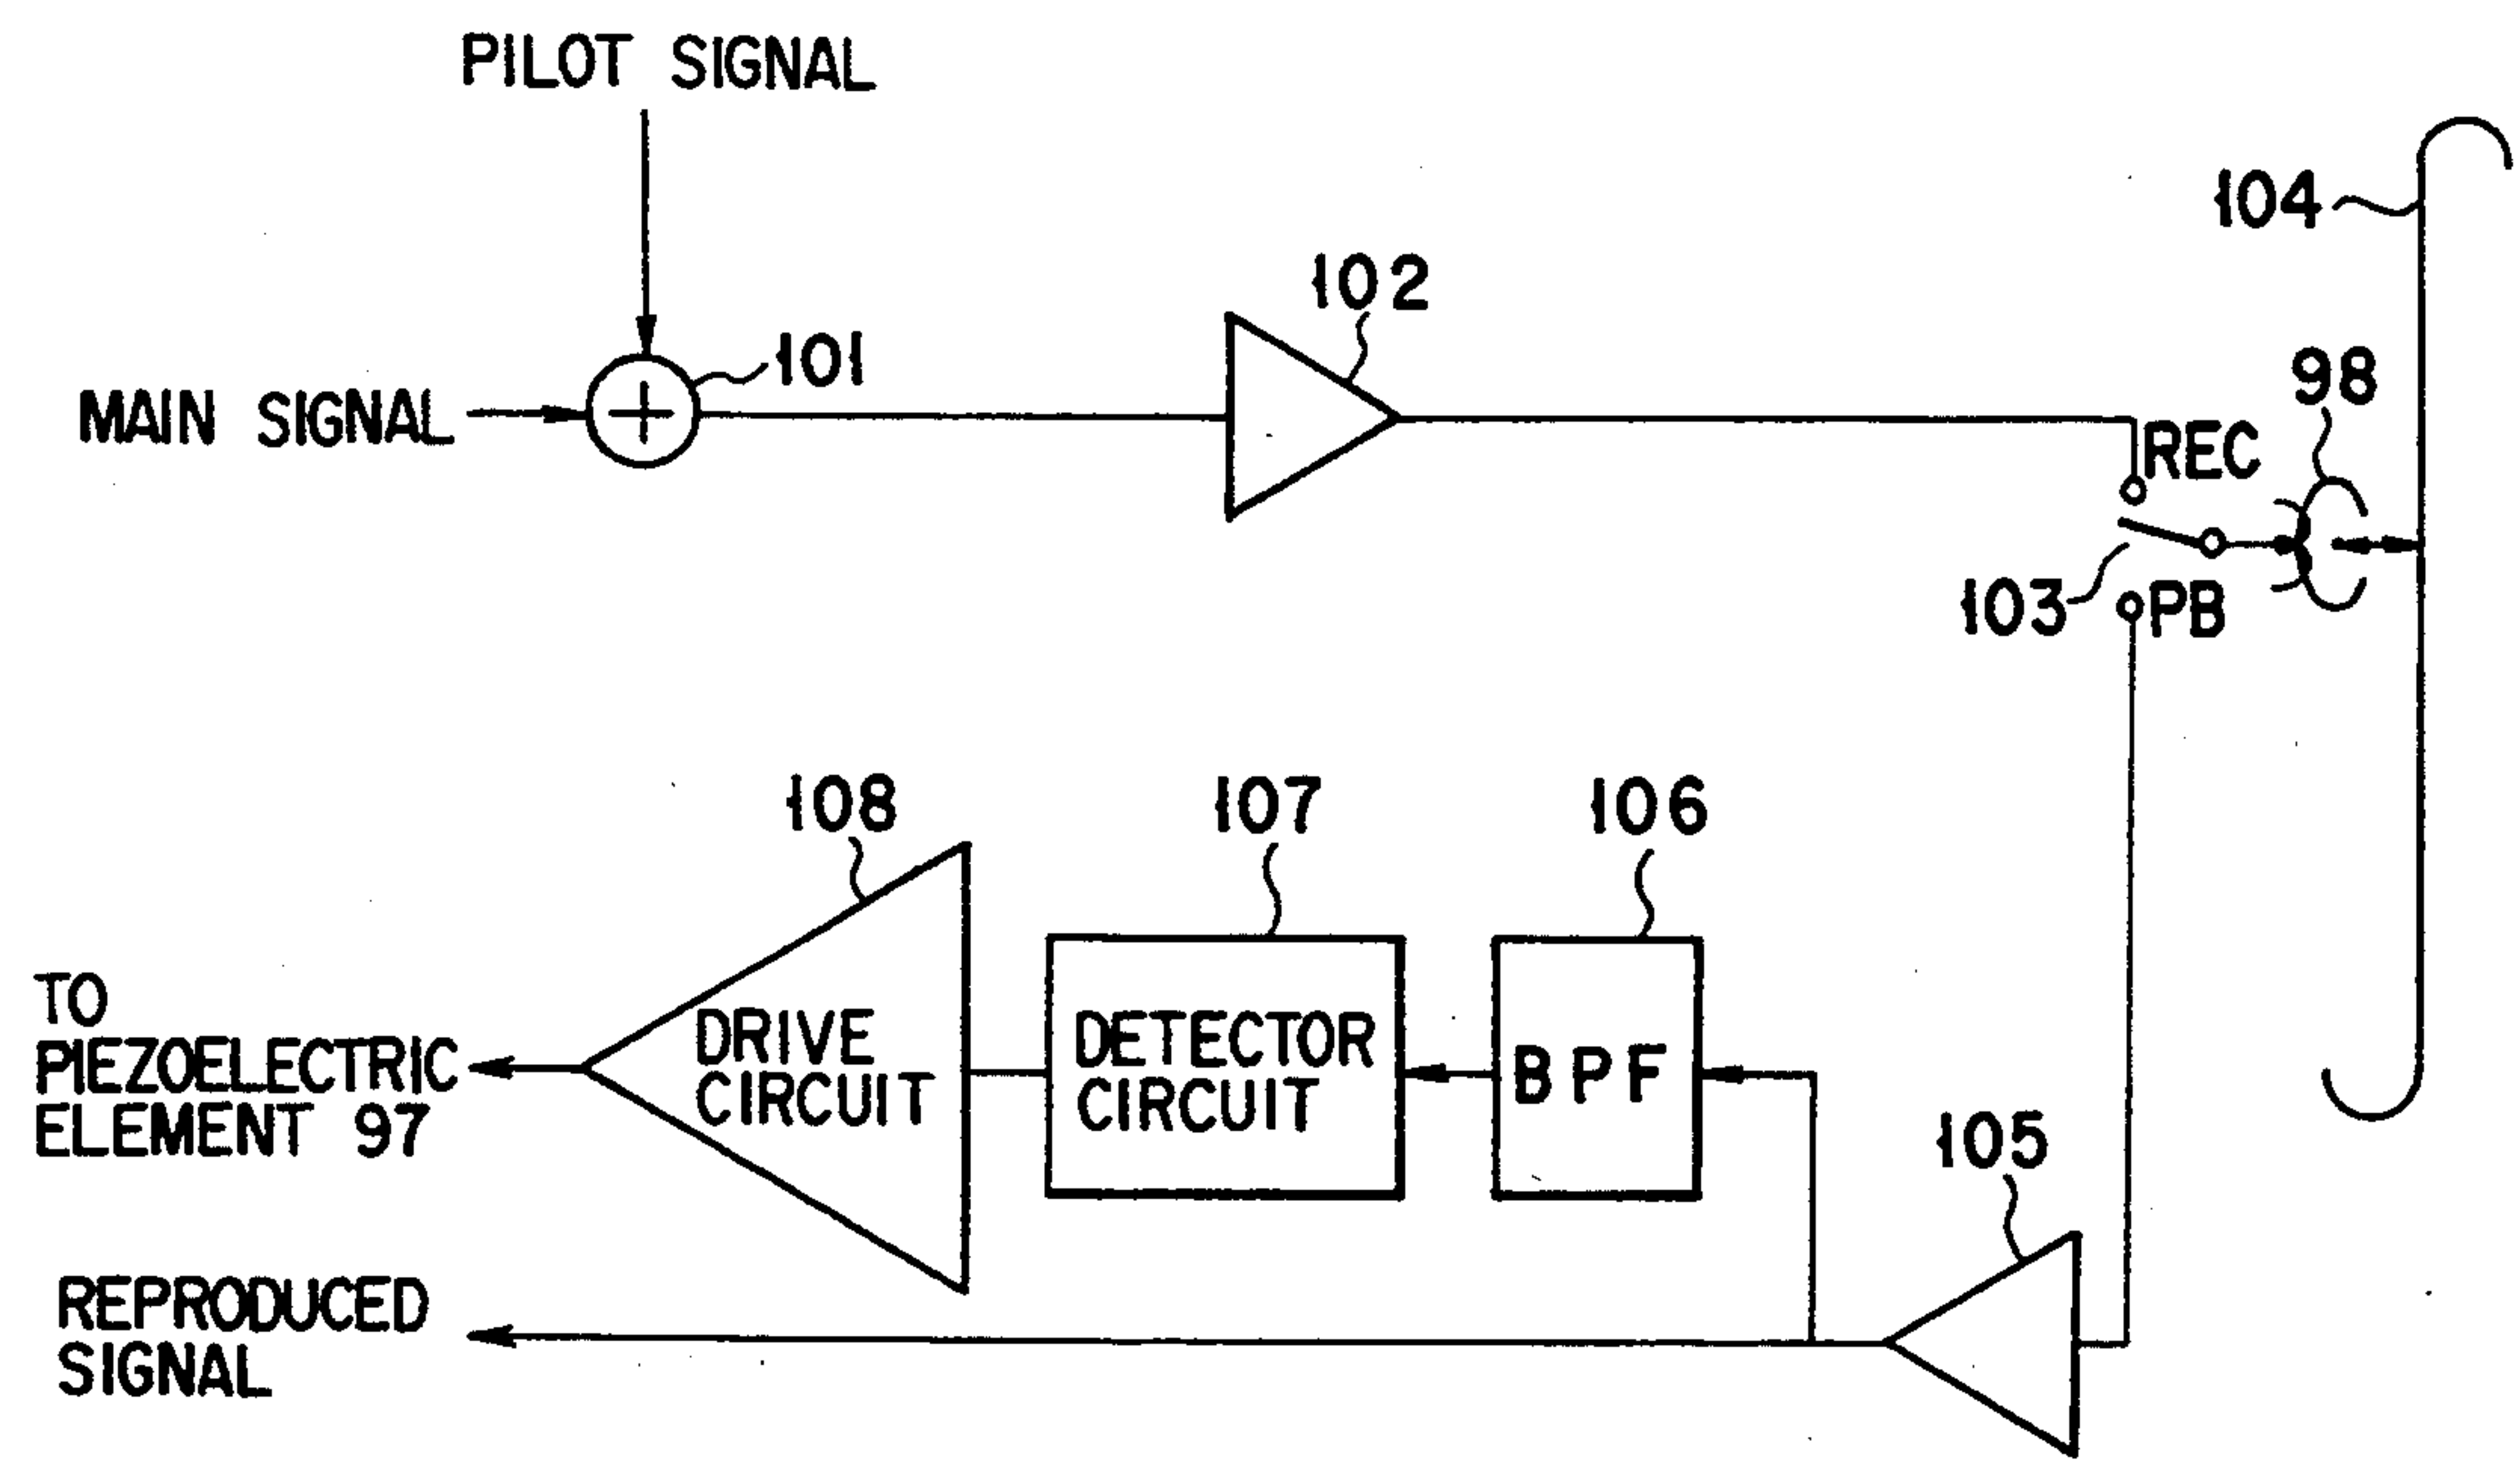 PILOT SIGNAL
104
102
98
101
MAIN SIGNAL
REC
103
PB
108
107
106
TO
PIEZOELECTRIC
ELEMENT 97
DRIVE
CIRCUIT
DETECTOR
CIRCUIT
BPF
105
REPRODUCED
SIGNAL